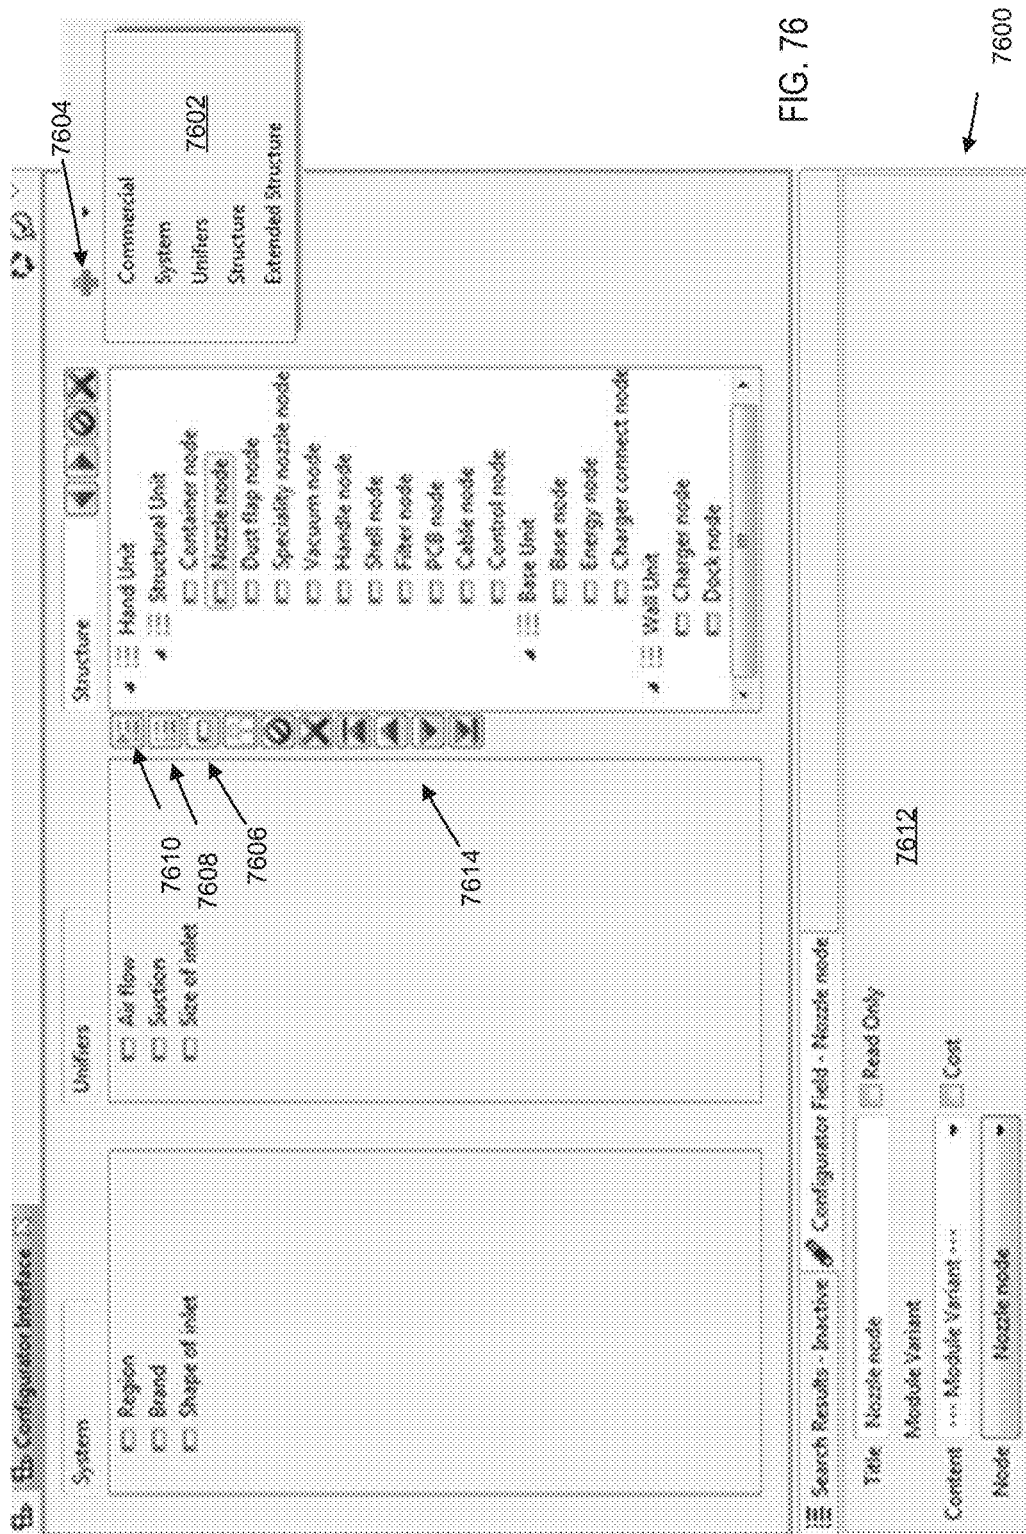 Configurator Interface
7604
System
Region
Brand
Shape of inlet
Unifiers
Air flow
Suction
Size of inlet
7610
7608
7606
7614
Structure
Hand Unit
Structural Unit
Container node
Nozzle node
Dust flap node
Speciality nozzle node
Vacuum node
Handle node
Shell node
Filter node
PCB node
Cable node
Control node
Base Unit
Base node
Energy node
Charger connect node
Wall Unit
Charger node
Dock node
Commercial
System
Unifiers
Structure
Extended Structure
7602
Search Results - Inactive
Configurator Field - Nozzle node
Title Nozzle node Read Only
Module Variant
Content --- Module Variant --- Cost
Node Nozzle node
7612
FIG. 76
7600